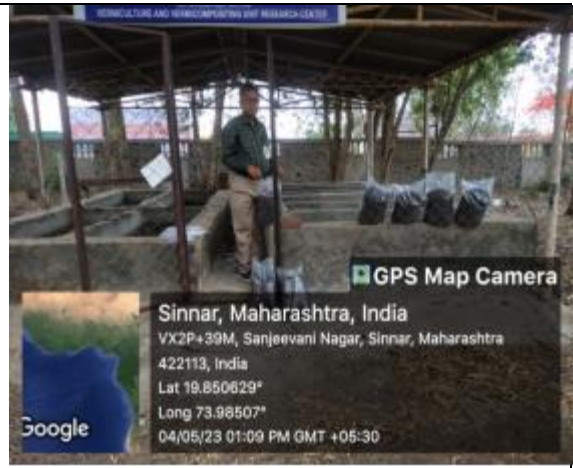 VERMICULTURE AND VERMICOMPOSTING UNIT RESEARCH CENTER
GPS Map Camera
Sinnar, Maharashtra, India
VX2P+39M, Sanjeevani Nagar, Sinnar, Maharashtra
422113, India
Lat 19.850629°
Long 73.98507°
04/05/23 01:09 PM GMT +05:30
Google